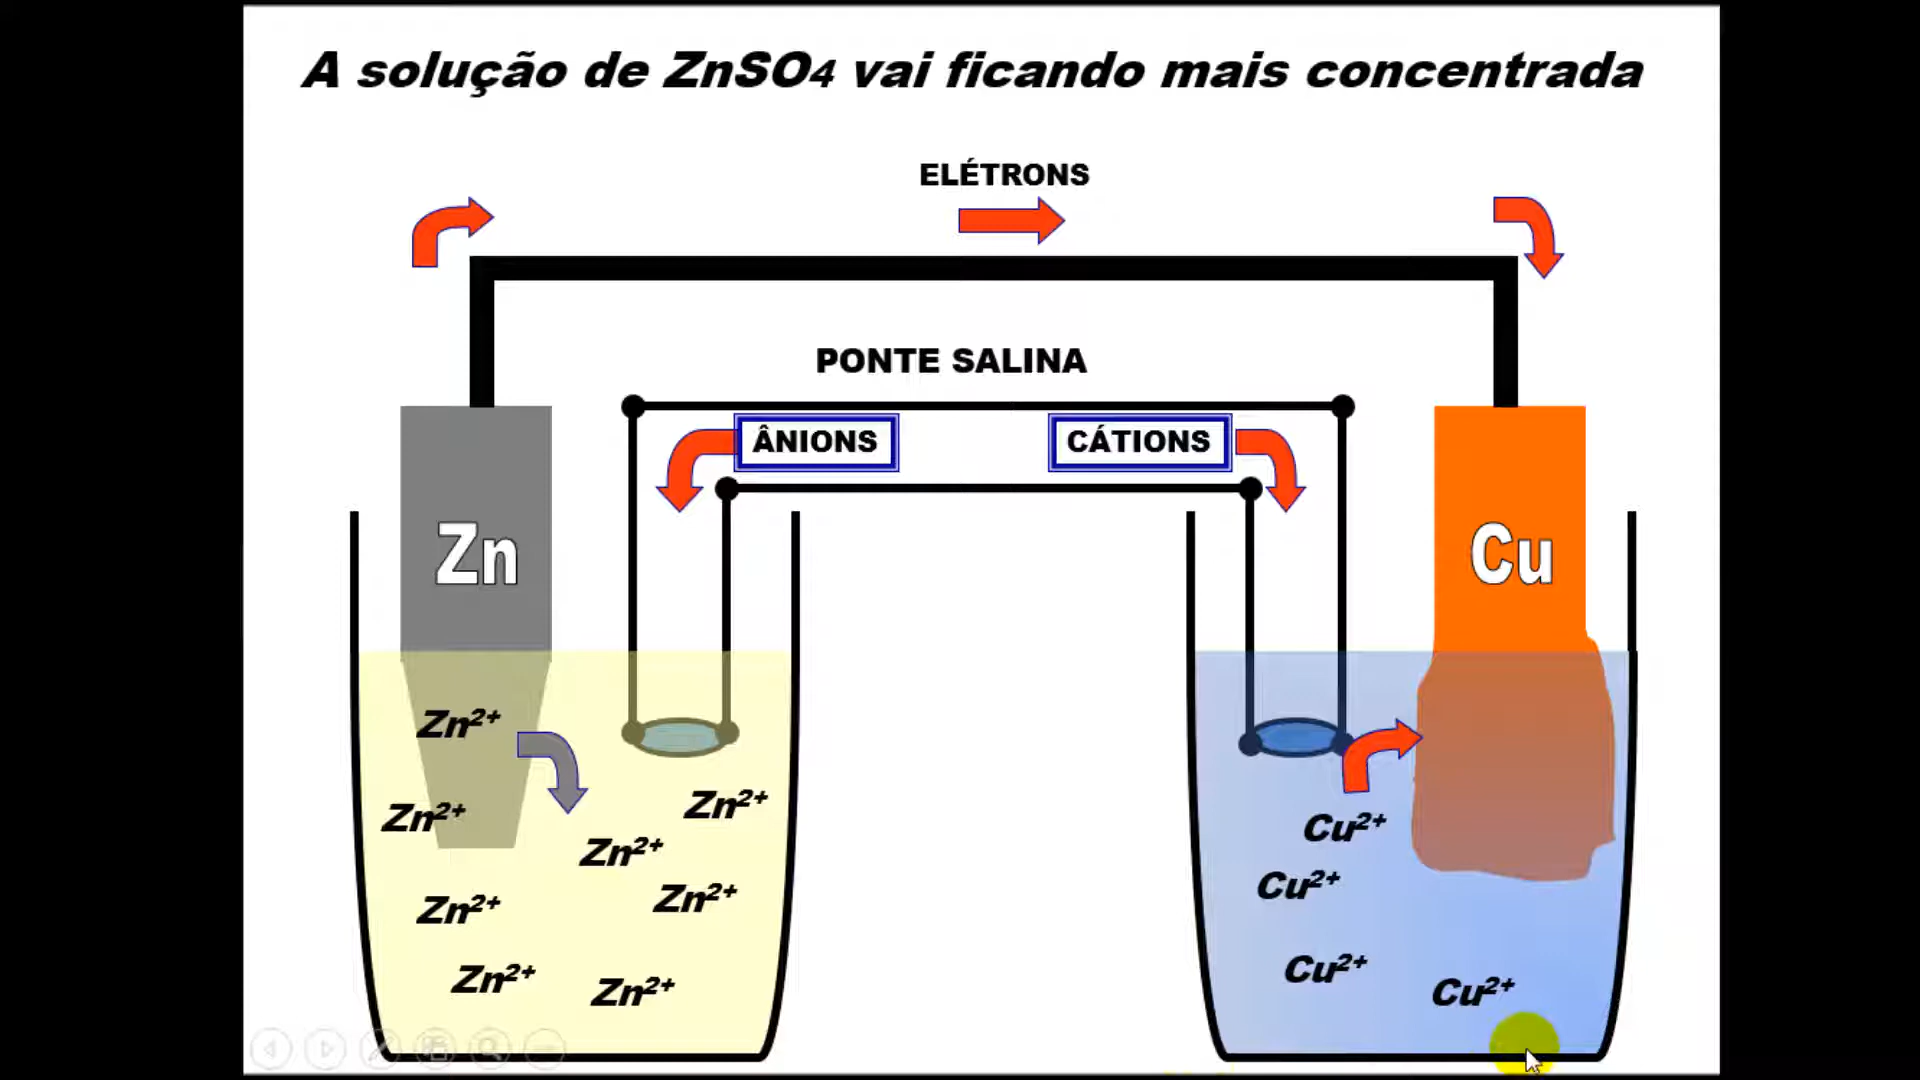 A solução de ZnSO4 vai ficando mais concentrada
ELÉTRONS
PONTE SALINA
ÂNIONS
CÁTIONS
Zn
Cu
Zn²⁺
Zn²⁺
Zn²⁺
Zn²⁺
Zn²⁺
Zn²⁺
Zn²⁺
Zn²⁺
Cu²⁺
Cu²⁺
Cu²⁺
Cu²⁺